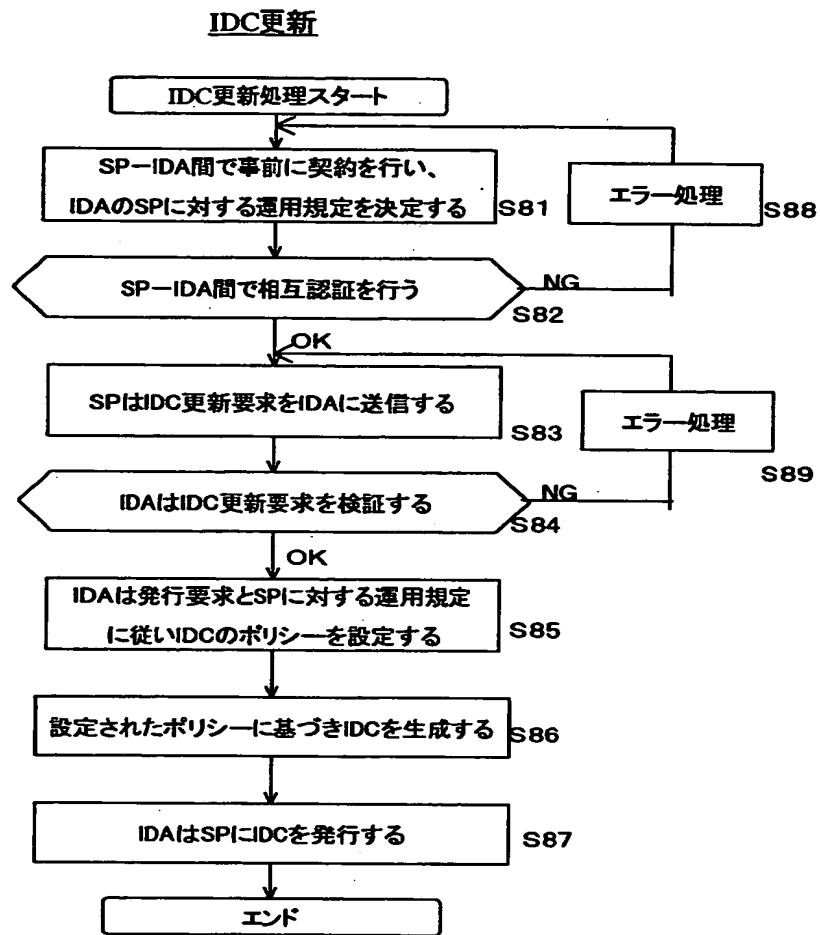 IDC更新
IDC更新処理スタート
SP－IDA間で事前に契約を行い、
IDAのSPに対する運用規定を決定する
S81
エラー処理
S88
SP－IDA間で相互認証を行う
NG
S82
OK
SPはIDC更新要求をIDAに送信する
S83
エラー処理
S89
IDAはIDC更新要求を検証する
NG
S84
OK
IDAは発行要求とSPに対する運用規定
に従いIDCのポリシーを設定する
S85
設定されたポリシーに基づきIDCを生成する
S86
IDAはSPにIDCを発行する
S87
エンド